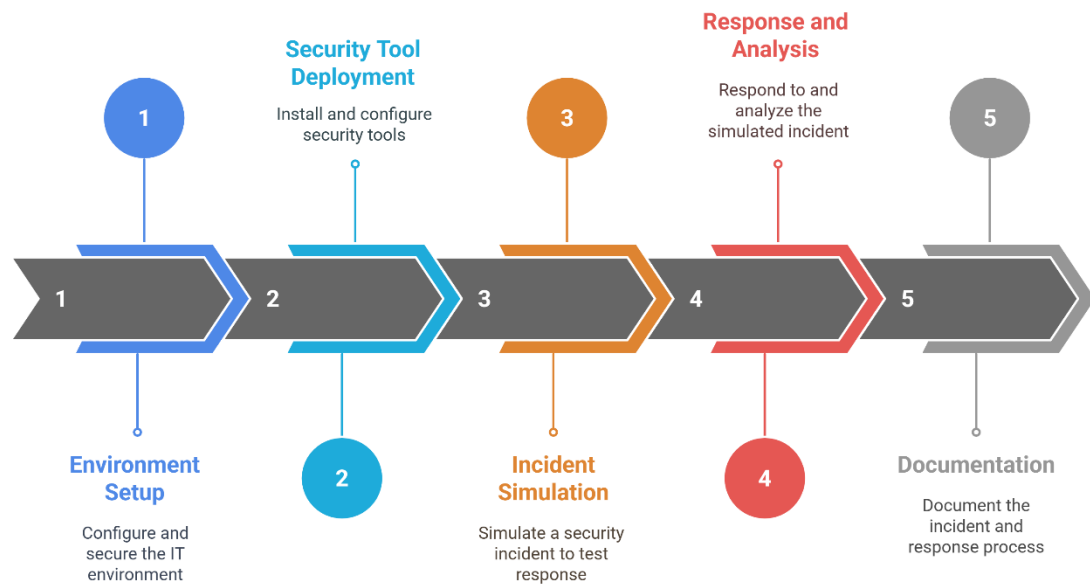 1
Environment
Setup
Configure and
secure the IT
environment
1
Security Tool
Deployment
Install and configure
security tools
2
2
3
3
Incident
Simulation
Simulate a security
incident to test
response
Response and
Analysis
Respond to and
analyze the
simulated incident
4
4
5
5
Documentation
Document the
incident and
response process